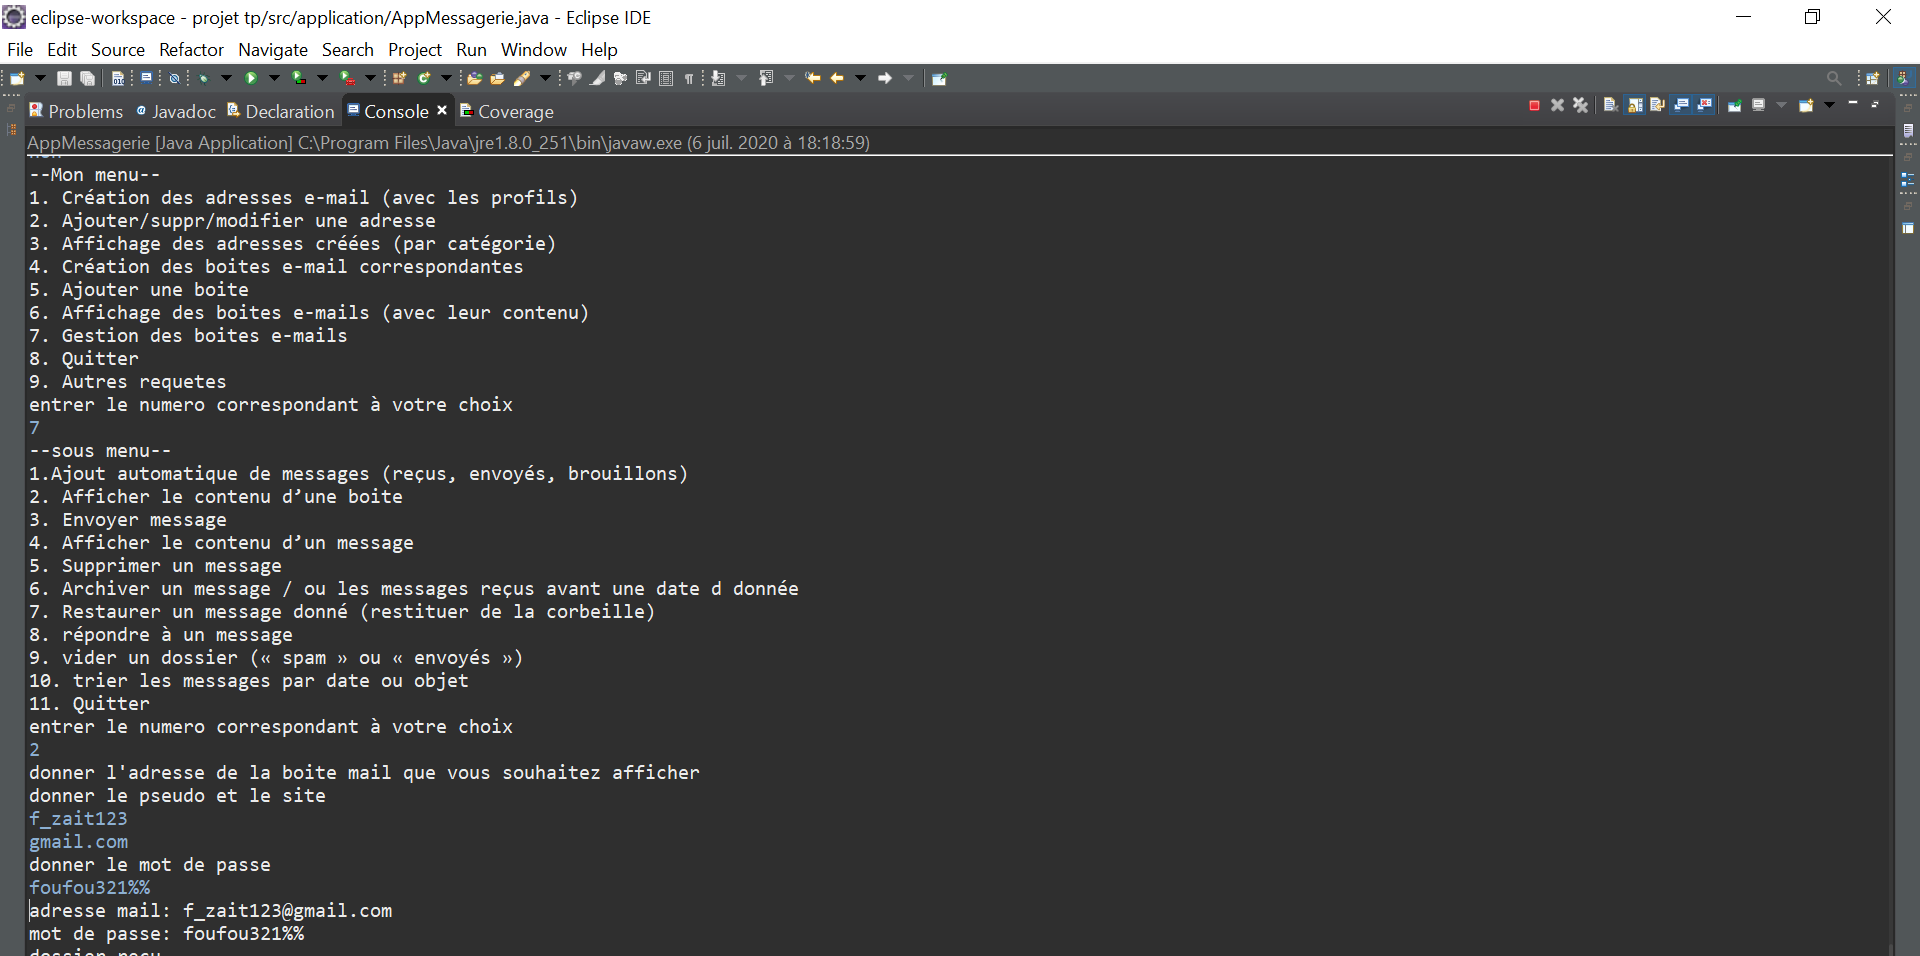 eclipse-workspace - projet tp/src/application/AppMessagerie.java - Eclipse IDE
File Edit Source Refactor Navigate Search Project Run Window Help
Problems Javadoc Declaration Console Coverage
AppMessagerie [Java Application] C:\Program Files\Java\jre1.8.0_251\bin\javaw.exe (6 juil. 2020 à 18:18:59)
--Mon menu--
1. Création des adresses e-mail (avec les profils)
2. Ajouter/suppr/modifier une adresse
3. Affichage des adresses créées (par catégorie)
4. Création des boites e-mail correspondantes
5. Ajouter une boite
6. Affichage des boites e-mails (avec leur contenu)
7. Gestion des boites e-mails
8. Quitter
9. Autres requetes
entrer le numero correspondant à votre choix
7
--sous menu--
1.Ajout automatique de messages (reçus, envoyés, brouillons)
2. Afficher le contenu d’une boite
3. Envoyer message
4. Afficher le contenu d’un message
5. Supprimer un message
6. Archiver un message / ou les messages reçus avant une date d donnée
7. Restaurer un message donné (restituer de la corbeille)
8. répondre à un message
9. vider un dossier (« spam » ou « envoyés »)
10. trier les messages par date ou objet
11. Quitter
entrer le numero correspondant à votre choix
2
donner l'adresse de la boite mail que vous souhaitez afficher
donner le pseudo et le site
f_zait123
gmail.com
donner le mot de passe
foufou321%%
adresse mail: f_zait123@gmail.com
mot de passe: foufou321%%